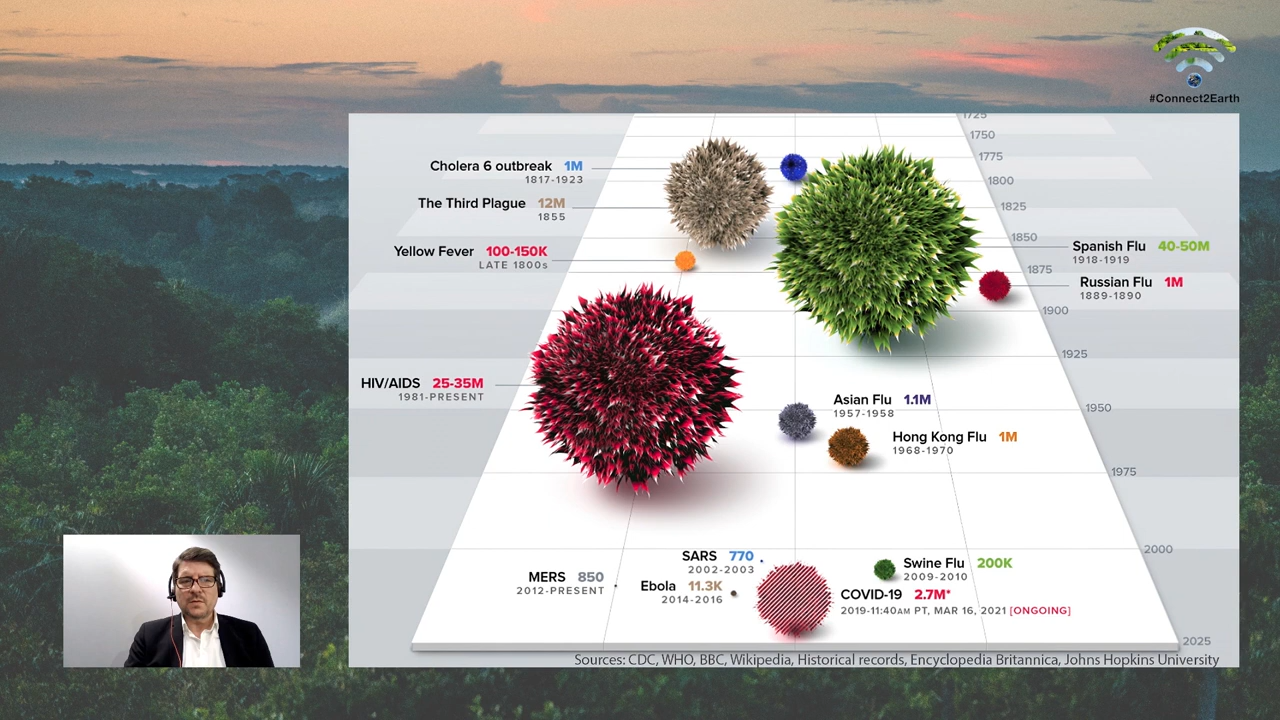 #Connect2Earth
1725
1750
1775
1800
1825
1850
1875
1900
1925
1950
1975
2000
2025
Cholera 6 outbreak 1M
1817-1923
The Third Plague 12M
1855
Yellow Fever 100-150K
LATE 1800s
Spanish Flu 40-50M
1918-1919
Russian Flu 1M
1889-1890
HIV/AIDS 25-35M
1981-PRESENT
Asian Flu 1.1M
1957-1958
Hong Kong Flu 1M
1968-1970
SARS 770
2002-2003
Swine Flu 200K
2009-2010
MERS 850
2012-PRESENT
Ebola 11.3K
2014-2016
COVID-19 2.7M*
2019-11:40AM PT, MAR 16, 2021 [ONGOING]
Sources: CDC, WHO, BBC, Wikipedia, Historical records, Encyclopedia Britannica, Johns Hopkins University